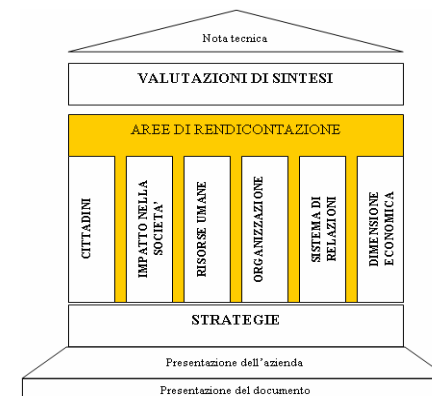 Nota tecnica
VALUTAZIONI DI SINTESI
AREE DI RENDICONTAZIONE
CITTADINI
IMPATTO NELLA
SOCIETA'
RISORSE UMANE
ORGANIZZAZIONE
SISTEMA DI
RELAZIONI
DIMENSIONE
ECONOMICA
STRATEGIE
Presentazione dell'azienda
Presentazione del documento